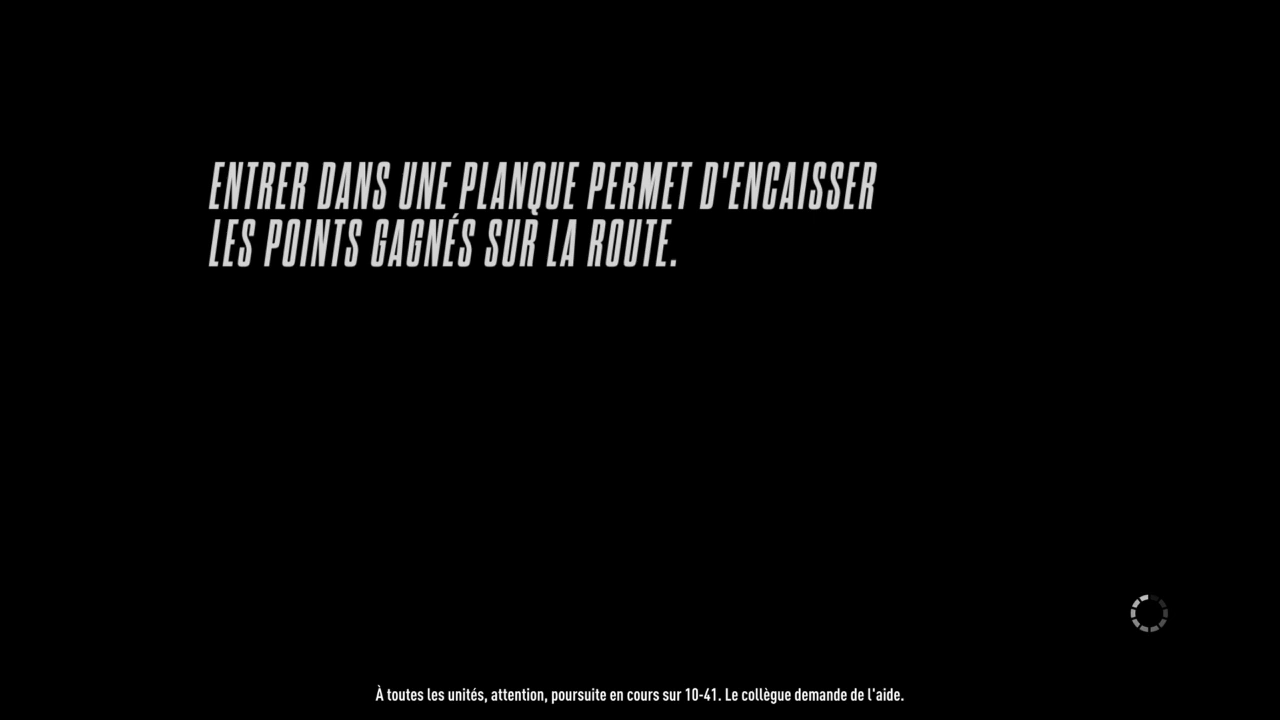 ENTRER DANS UNE PLANQUE PERMET D'ENCAISSER
LES POINTS GAGNÉS SUR LA ROUTE.
À toutes les unités, attention, poursuite en cours sur 10-41. Le collègue demande de l'aide.